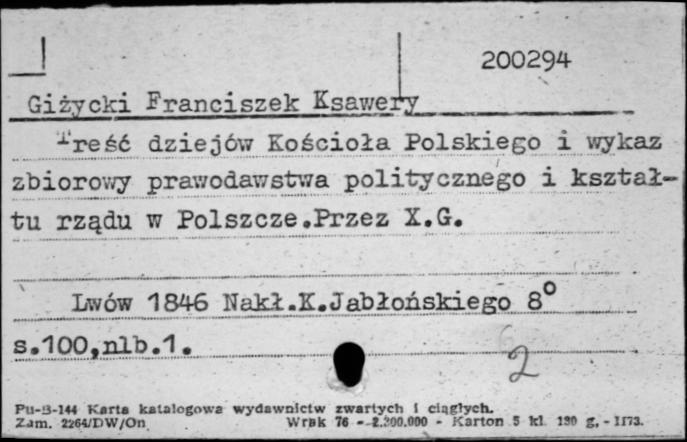 200294
Giżycki Franciszek Ksawery
Treść dziejów Kościoła Polskiego i wykaz
zbiorowy prawodawstwa politycznego i kształ-
tu rządu w Polszcze.Przez X.G.
Lwów 1846 Nakł.K.Jabłońskiego 8°
s.100,nlb.1.
2
Pu-B-144 Karta katalogowa wydawnictw zwartych i ciągłych.
Zam. 2264/DW/On. Wrbk 76 - 2.200.000 - Karton 5 kl. 190 g. - II73.